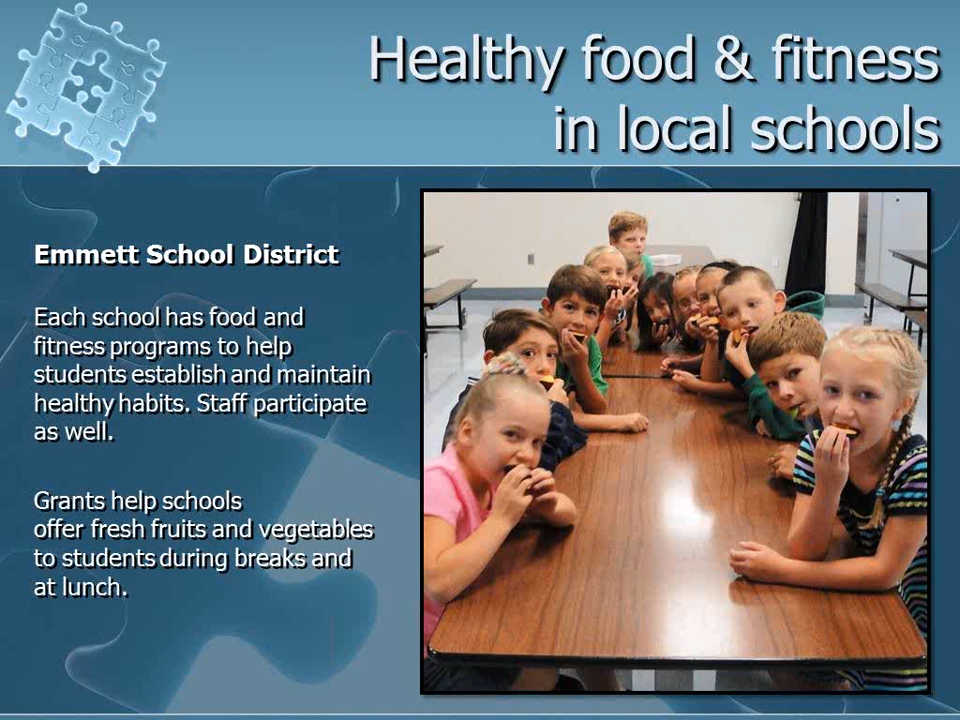 Healthy food & fitness
in local schools
Emmett School District
Each school has food and
fitness programs to help
students establish and maintain
healthy habits. Staff participate
as well.
Grants help schools
offer fresh fruits and vegetables
to students during breaks and
at lunch.